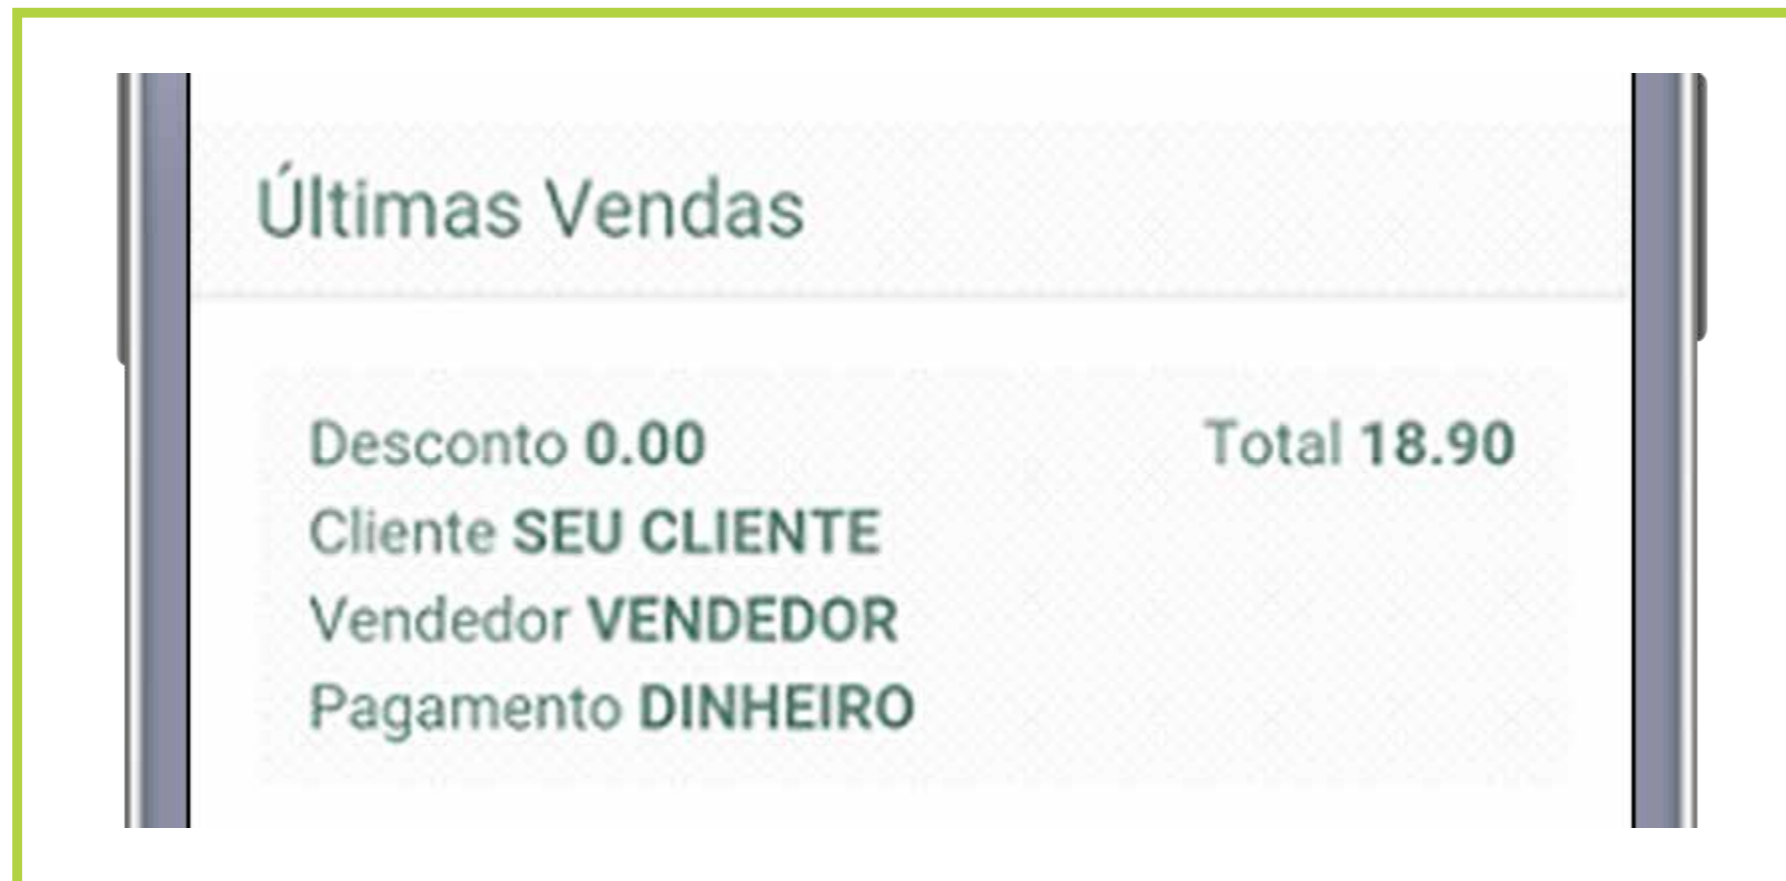 Últimas Vendas
Desconto 0.00 Total 18.90
Cliente SEU CLIENTE
Vendedor VENDEDOR
Pagamento DINHEIRO